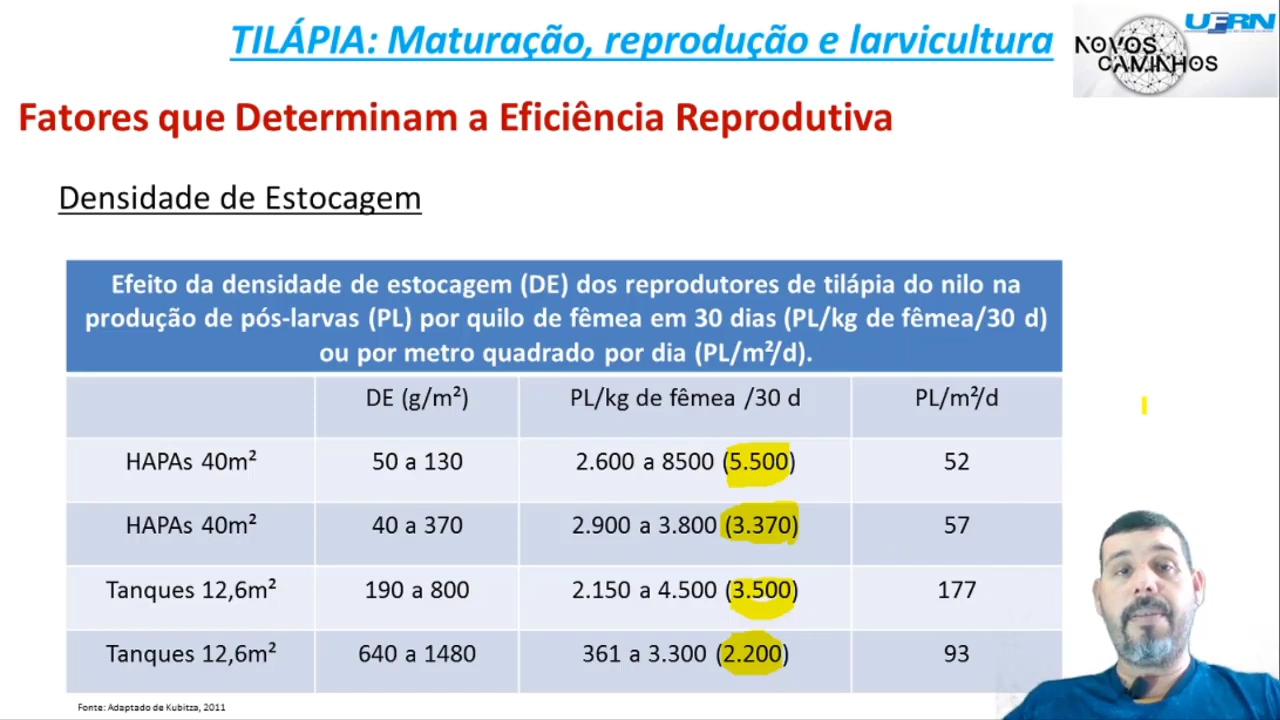 TILÁPIA: Maturação, reprodução e larvicultura
UFRN
NOVOS
CAMINHOS
Fatores que Determinam a Eficiência Reprodutiva
Densidade de Estocagem
Efeito da densidade de estocagem (DE) dos reprodutores de tilápia do nilo na
produção de pós-larvas (PL) por quilo de fêmea em 30 dias (PL/kg de fêmea/30 d)
ou por metro quadrado por dia (PL/m²/d).
DE (g/m²) PL/kg de fêmea /30 d PL/m²/d
HAPAs 40m² 50 a 130 2.600 a 8500 (5.500) 52
HAPAs 40m² 40 a 370 2.900 a 3.800 (3.370) 57
Tanques 12,6m² 190 a 800 2.150 a 4.500 (3.500) 177
Tanques 12,6m² 640 a 1480 361 a 3.300 (2.200) 93
Fonte: Adaptado de Kubitza, 2011